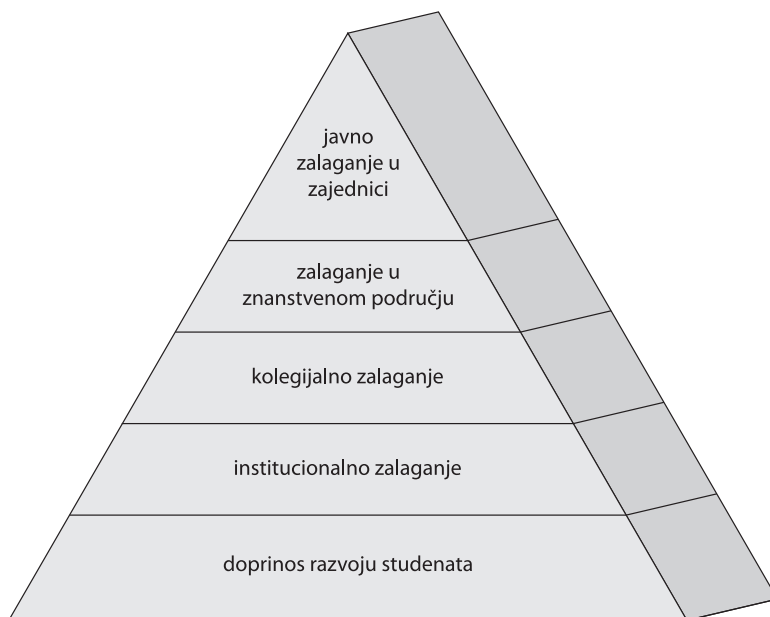 javno
zalaganje u
zajednici
zalaganje u
znanstvenom području
kolegijalno zalaganje
institucionalno zalaganje
doprinos razvoju studenata